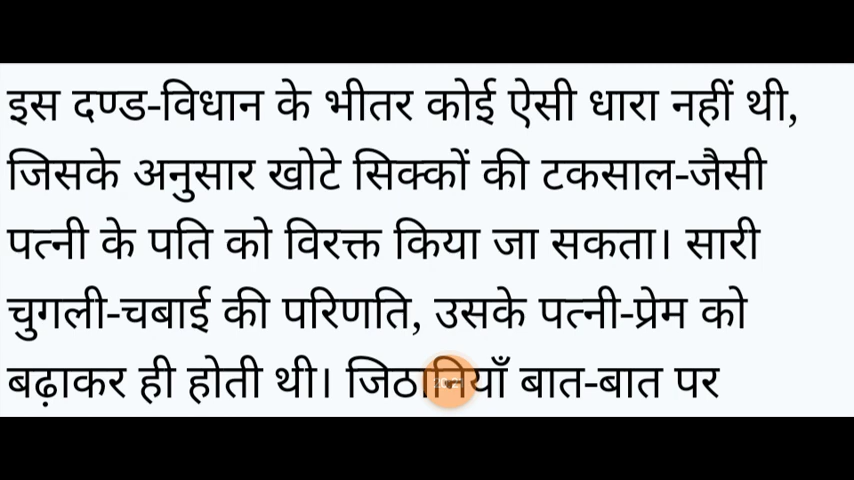 इस दण्ड-विधान के भीतर कोई ऐसी धारा नहीं थी,
जिसके अनुसार खोटे सिक्कों की टकसाल-जैसी
पत्नी के पति को विरक्त किया जा सकता। सारी
चुगली-चबाई की परिणति, उसके पत्नी-प्रेम को
बढ़ाकर ही होती थी। जिठानियाँ बात-बात पर